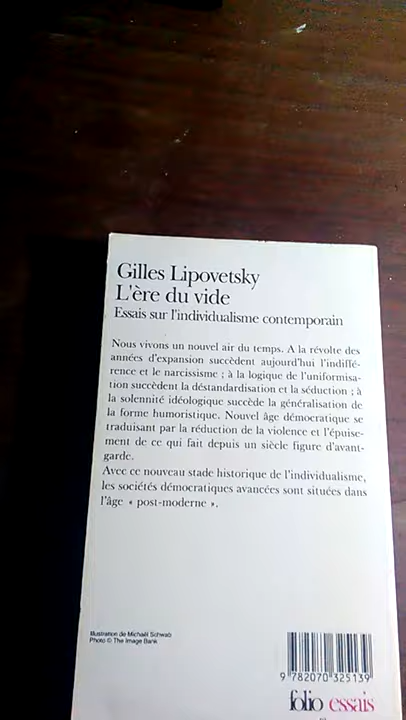 Gilles Lipovetsky
L'ère du vide
Essais sur l'individualisme contemporain
Nous vivons un nouvel air du temps. A la révolte des
années d'expansion succèdent aujourd'hui l'indiffé-
rence et le narcissisme ; à la logique de l'uniformisa-
tion succèdent la déstandardisation et la séduction ; à
la solennité idéologique succède la généralisation de
la forme humoristique. Nouvel âge démocratique se
traduisant par la réduction de la violence et l'épuise-
ment de ce qui fait depuis un siècle figure d'avant-
garde.
Avec ce nouveau stade historique de l'individualisme,
les sociétés démocratiques avancées sont situées dans
l'âge « post-moderne ».
Illustration de Michaël Schwab
Photo © The Image Bank
9 782070 325139
folio essais